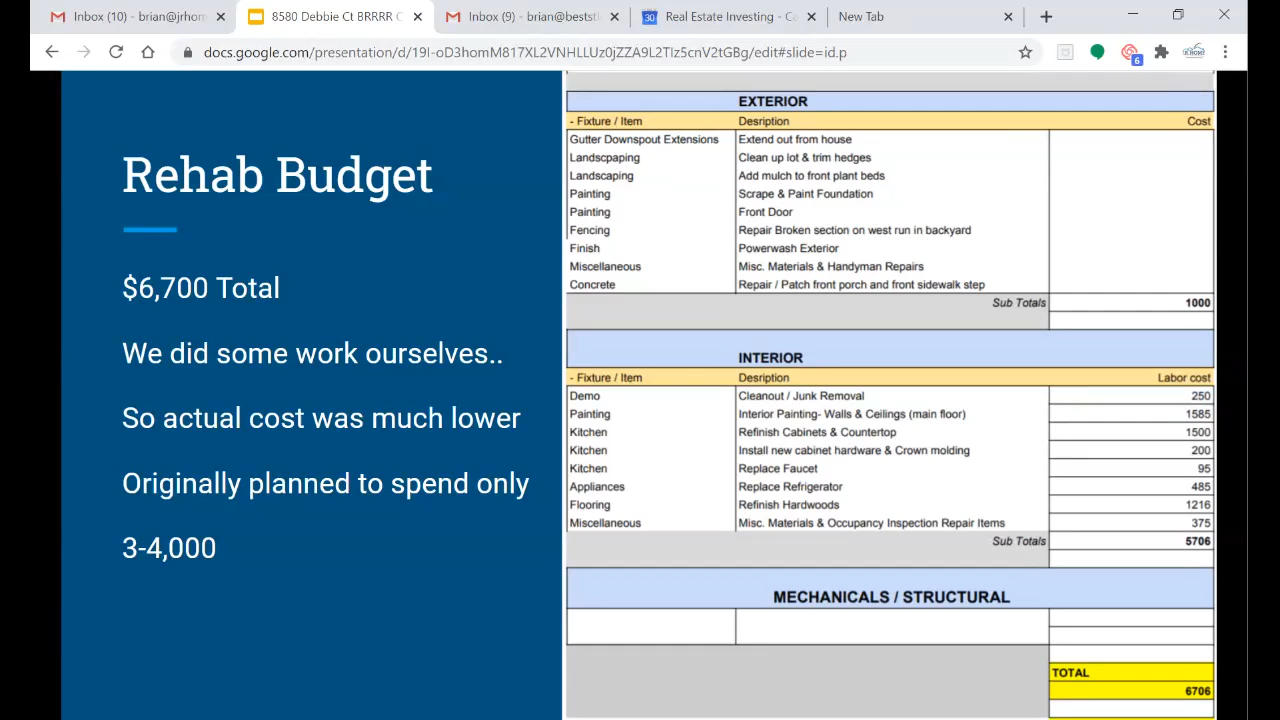 Inbox (10) - brian@jrhom
8580 Debbie Ct BRRRR C
Inbox (9) - brian@bestst
Real Estate Investing - Ca
New Tab
docs.google.com/presentation/d/19I-oD3homM817XL2VNHLLUz0jZZA9L2TIz5cnV2tGBg/edit#slide=id.p
6
Rehab Budget
$6,700 Total
We did some work ourselves..
So actual cost was much lower
Originally planned to spend only
3-4,000
EXTERIOR
- Fixture / Item Desription Cost
Gutter Downspout Extensions Extend out from house
Landscpaping Clean up lot & trim hedges
Landscaping Add mulch to front plant beds
Painting Scrape & Paint Foundation
Painting Front Door
Fencing Repair Broken section on west run in backyard
Finish Powerwash Exterior
Miscellaneous Misc. Materials & Handyman Repairs
Concrete Repair / Patch front porch and front sidewalk step
Sub Totals 1000
INTERIOR
- Fixture / Item Desription Labor cost
Demo Cleanout / Junk Removal 250
Painting Interior Painting- Walls & Ceilings (main floor) 1585
Kitchen Refinish Cabinets & Countertop 1500
Kitchen Install new cabinet hardware & Crown molding 200
Kitchen Replace Faucet 95
Appliances Replace Refrigerator 485
Flooring Refinish Hardwoods 1216
Miscellaneous Misc. Materials & Occupancy Inspection Repair Items 375
Sub Totals 5706
MECHANICALS / STRUCTURAL
TOTAL
6706